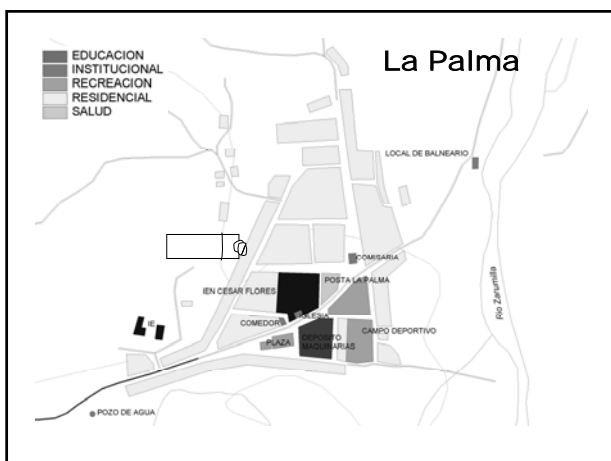 La Palma
EDUCACION
INSTITUCIONAL
RECREACION
RESIDENCIAL
SALUD
LOCAL DE BALNEARIO
COMISARIA
POSTA LA PALMA
IEN CESAR FLORES
Rio Zarumilla
IGLESIA
COMEDOR
IE
CAMPO DEPORTIVO
PLAZA
DEPOSITO
MAQUINARIAS
POZO DE AGUA